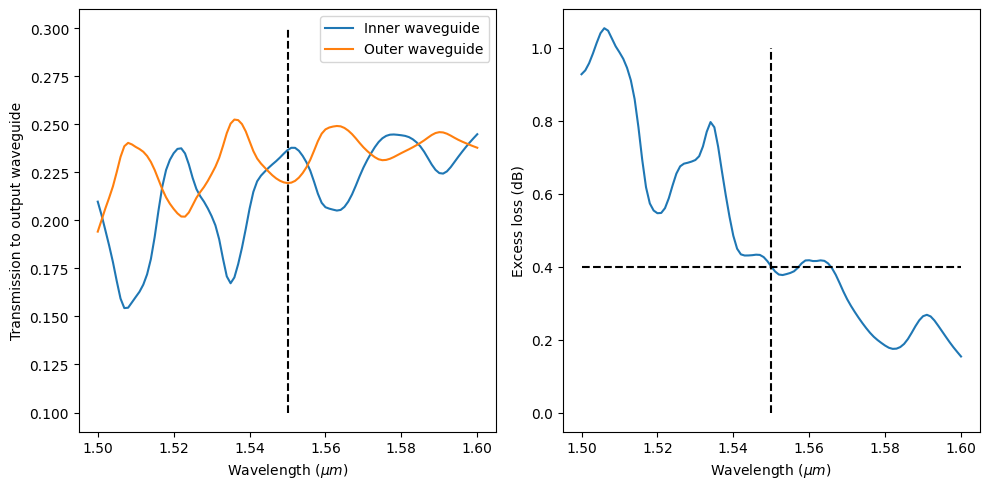 Transmission to output waveguide
0.300
0.275
0.250
0.225
0.200
0.175
0.150
0.125
0.100
Inner waveguide
Outer waveguide
1.50 1.52 1.54 1.56 1.58 1.60
Wavelength (μm)
Excess loss (dB)
1.0
0.8
0.6
0.4
0.2
0.0
1.50 1.52 1.54 1.56 1.58 1.60
Wavelength (μm)